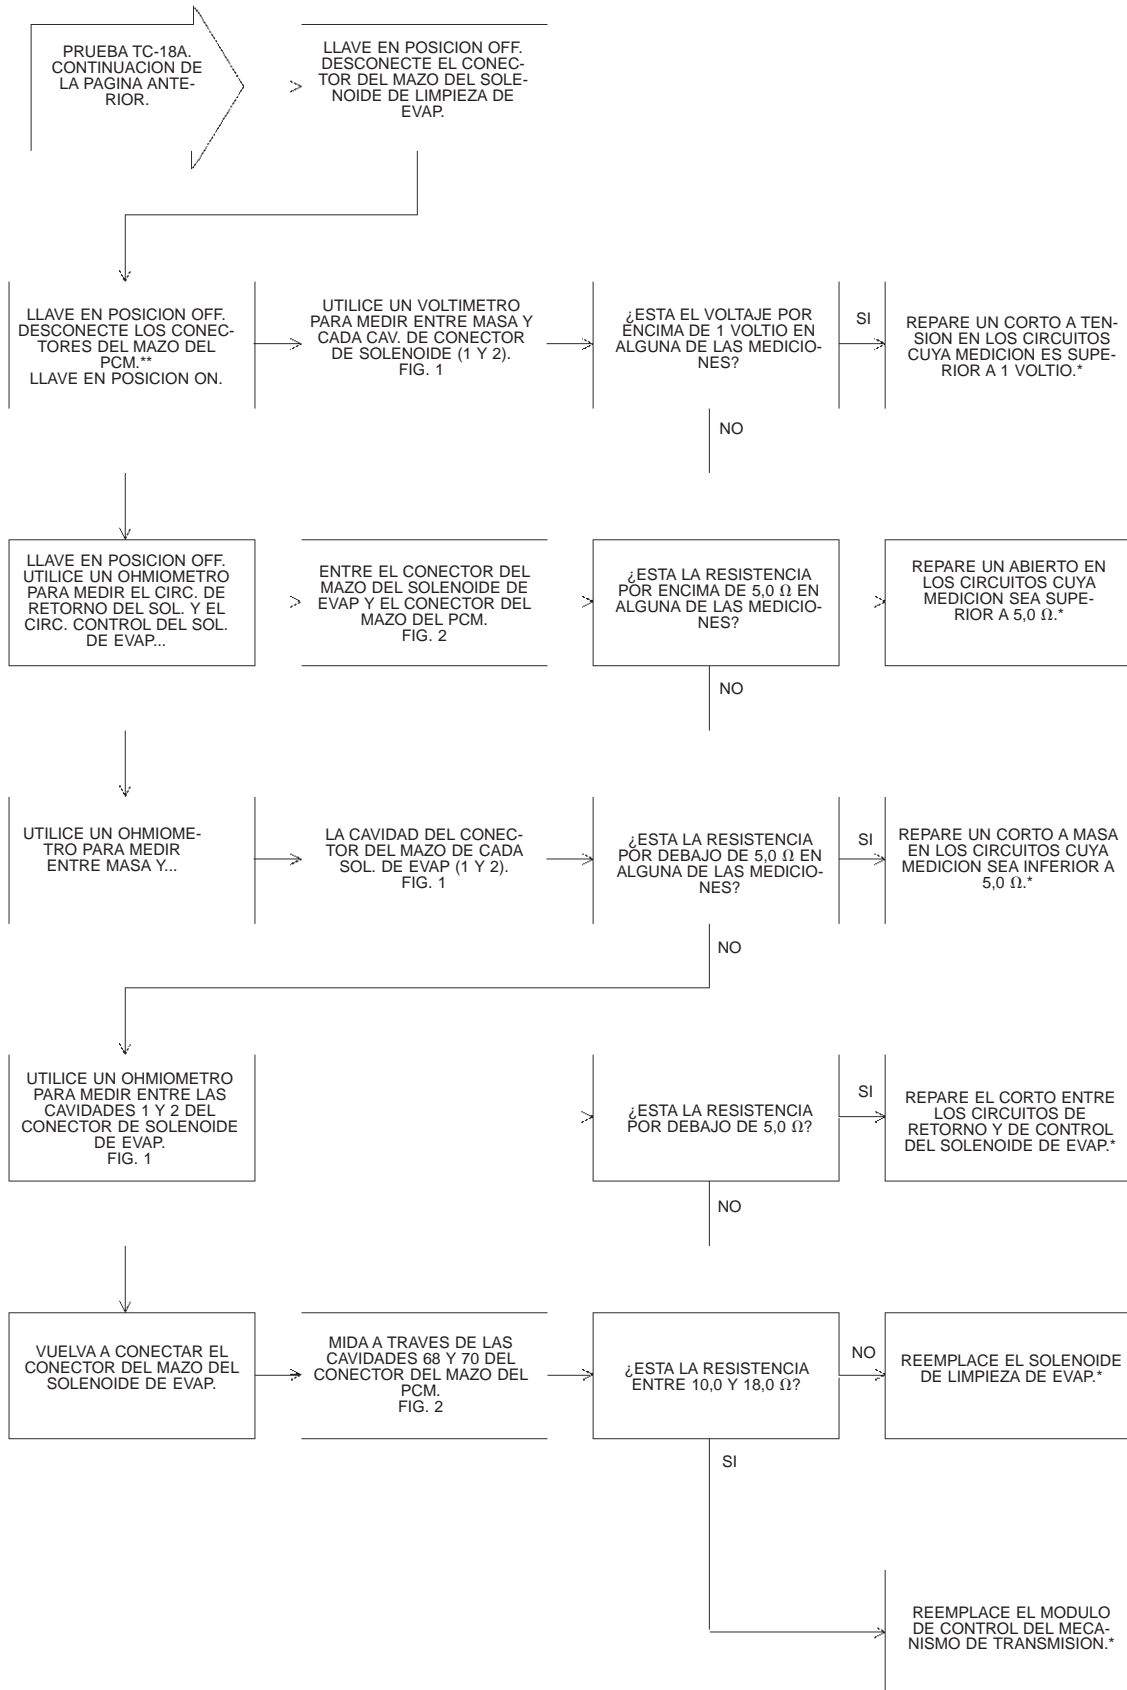 PRUEBA TC-18A.
CONTINUACION DE
LA PAGINA ANTE-
RIOR.
LLAVE EN POSICION OFF.
DESCONECTE EL CONEC-
TOR DEL MAZO DEL SOLE-
NOIDE DE LIMPIEZA DE
EVAP.
LLAVE EN POSICION OFF.
DESCONECTE LOS CONEC-
TORES DEL MAZO DEL
PCM.**
LLAVE EN POSICION ON.
UTILICE UN VOLTIMETRO
PARA MEDIR ENTRE MASA Y
CADA CAV. DE CONECTOR
DE SOLENOIDE (1 Y 2).
FIG. 1
¿ESTA EL VOLTAJE POR
ENCIMA DE 1 VOLTIO EN
ALGUNA DE LAS MEDICIO-
NES?
SI
REPARE UN CORTO A TEN-
SION EN LOS CIRCUITOS
CUYA MEDICION ES SUPE-
RIOR A 1 VOLTIO.*
NO
LLAVE EN POSICION OFF.
UTILICE UN OHMIOMETRO
PARA MEDIR EL CIRC. DE
RETORNO DEL SOL. Y EL
CIRC. CONTROL DEL SOL.
DE EVAP...
ENTRE EL CONECTOR DEL
MAZO DEL SOLENOIDE DE
EVAP Y EL CONECTOR DEL
MAZO DEL PCM.
FIG. 2
¿ESTA LA RESISTENCIA
POR ENCIMA DE 5,0 Ω EN
ALGUNA DE LAS MEDICIO-
NES?
REPARE UN ABIERTO EN
LOS CIRCUITOS CUYA
MEDICION SEA SUPE-
RIOR A 5,0 Ω.*
NO
UTILICE UN OHMIOME-
TRO PARA MEDIR
ENTRE MASA Y...
LA CAVIDAD DEL CONEC-
TOR DEL MAZO DE CADA
SOL. DE EVAP (1 Y 2).
FIG. 1
¿ESTA LA RESISTENCIA
POR DEBAJO DE 5,0 Ω EN
ALGUNA DE LAS MEDICIO-
NES?
SI
REPARE UN CORTO A MASA
EN LOS CIRCUITOS CUYA
MEDICION SEA INFERIOR A
5,0 Ω.*
NO
UTILICE UN OHMIOMETRO
PARA MEDIR ENTRE LAS
CAVIDADES 1 Y 2 DEL
CONECTOR DE SOLENOIDE
DE EVAP.
FIG. 1
¿ESTA LA RESISTENCIA
POR DEBAJO DE 5,0 Ω?
SI
REPARE EL CORTO ENTRE
LOS CIRCUITOS DE
RETORNO Y DE CONTROL
DEL SOLENOIDE DE EVAP.*
NO
VUELVA A CONECTAR EL
CONECTOR DEL MAZO DEL
SOLENOIDE DE EVAP.
MIDA A TRAVES DE LAS
CAVIDADES 68 Y 70 DEL
CONECTOR DEL MAZO DEL
PCM.
FIG. 2
¿ESTA LA RESISTENCIA
ENTRE 10,0 Y 18,0 Ω?
NO
REEMPLACE EL SOLENOIDE
DE LIMPIEZA DE EVAP.*
SI
REEMPLACE EL MODULO
DE CONTROL DEL MECA-
NISMO DE TRANSMISION.*